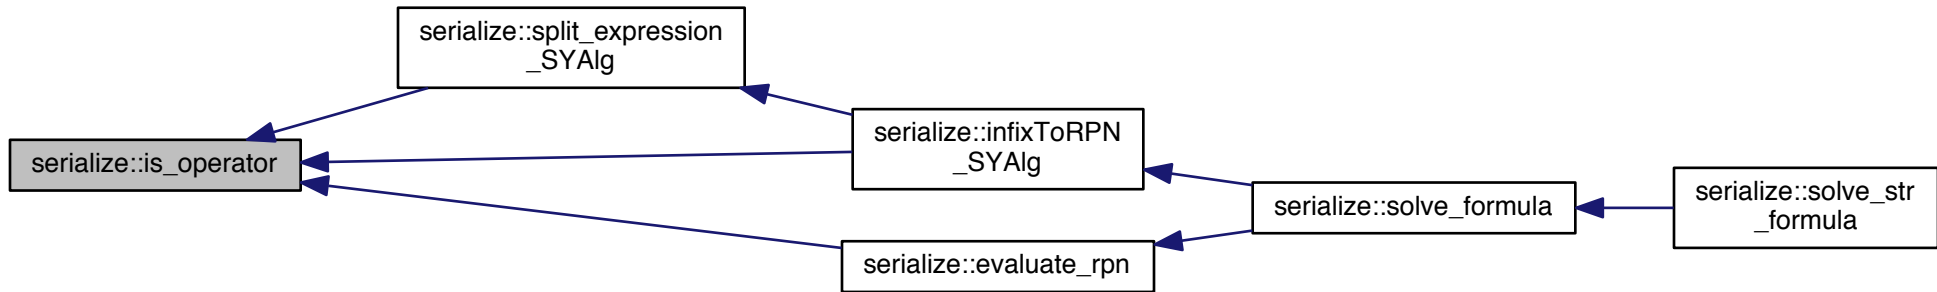 serialize::split_expression
_SYAlg
serialize::is_operator
serialize::infixToRPN
_SYAlg
serialize::evaluate_rpn
serialize::solve_formula
serialize::solve_str
_formula